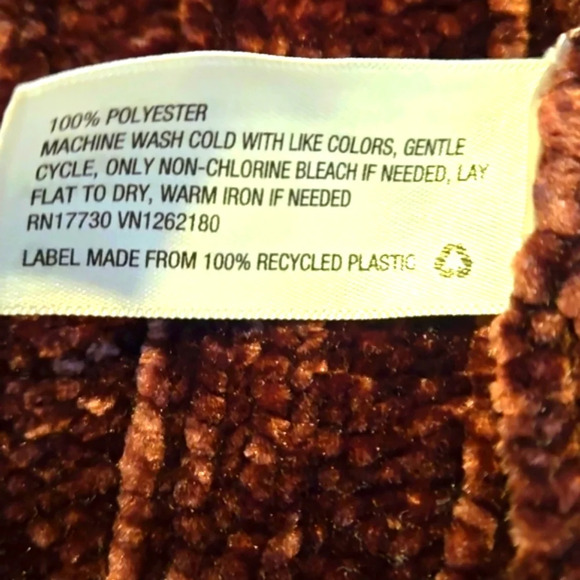 100% POLYESTER
MACHINE WASH COLD WITH LIKE COLORS, GENTLE
CYCLE, ONLY NON-CHLORINE BLEACH IF NEEDED, LAY
FLAT TO DRY, WARM IRON IF NEEDED
RN17730 VN1262180
LABEL MADE FROM 100% RECYCLED PLASTIC